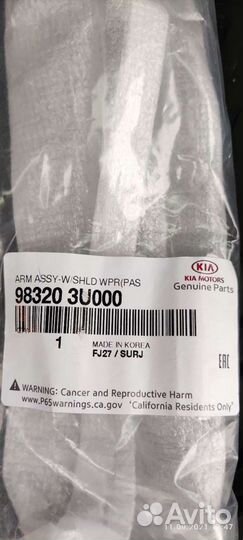 ARM ASSY-W/SHLD WPR(PAS
98320 3U000
KIA
KIA MOTORS
Genuine Parts
1
MADE IN KOREA
FJ27 / SURJ
EAC
WARNING: Cancer and Reproductive Harm
www.P65warnings.ca.gov 'California Residents Only'
Avito